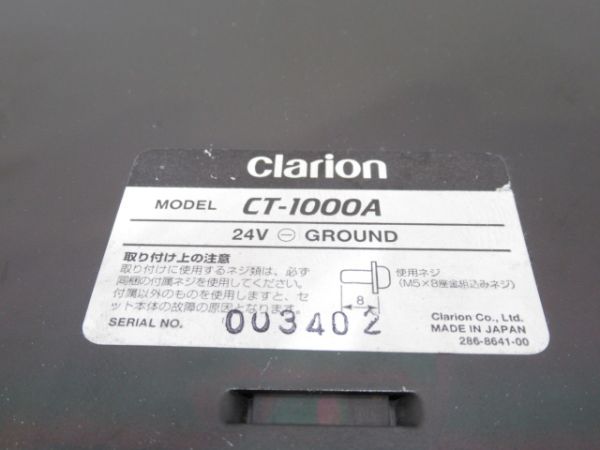 clarion
MODEL CT-1000A
24V ⊖ GROUND
取り付け上の注意
取り付けに使用するネジ類は、必ず
同梱の付属ネジを使用してください。
付属以外のものを使用しますと、セ
ット本体の故障の原因となります。
使用ネジ
(M5×8座金組込みネジ)
8
SERIAL NO. 003402
Clarion Co., Ltd.
MADE IN JAPAN
286-8641-00